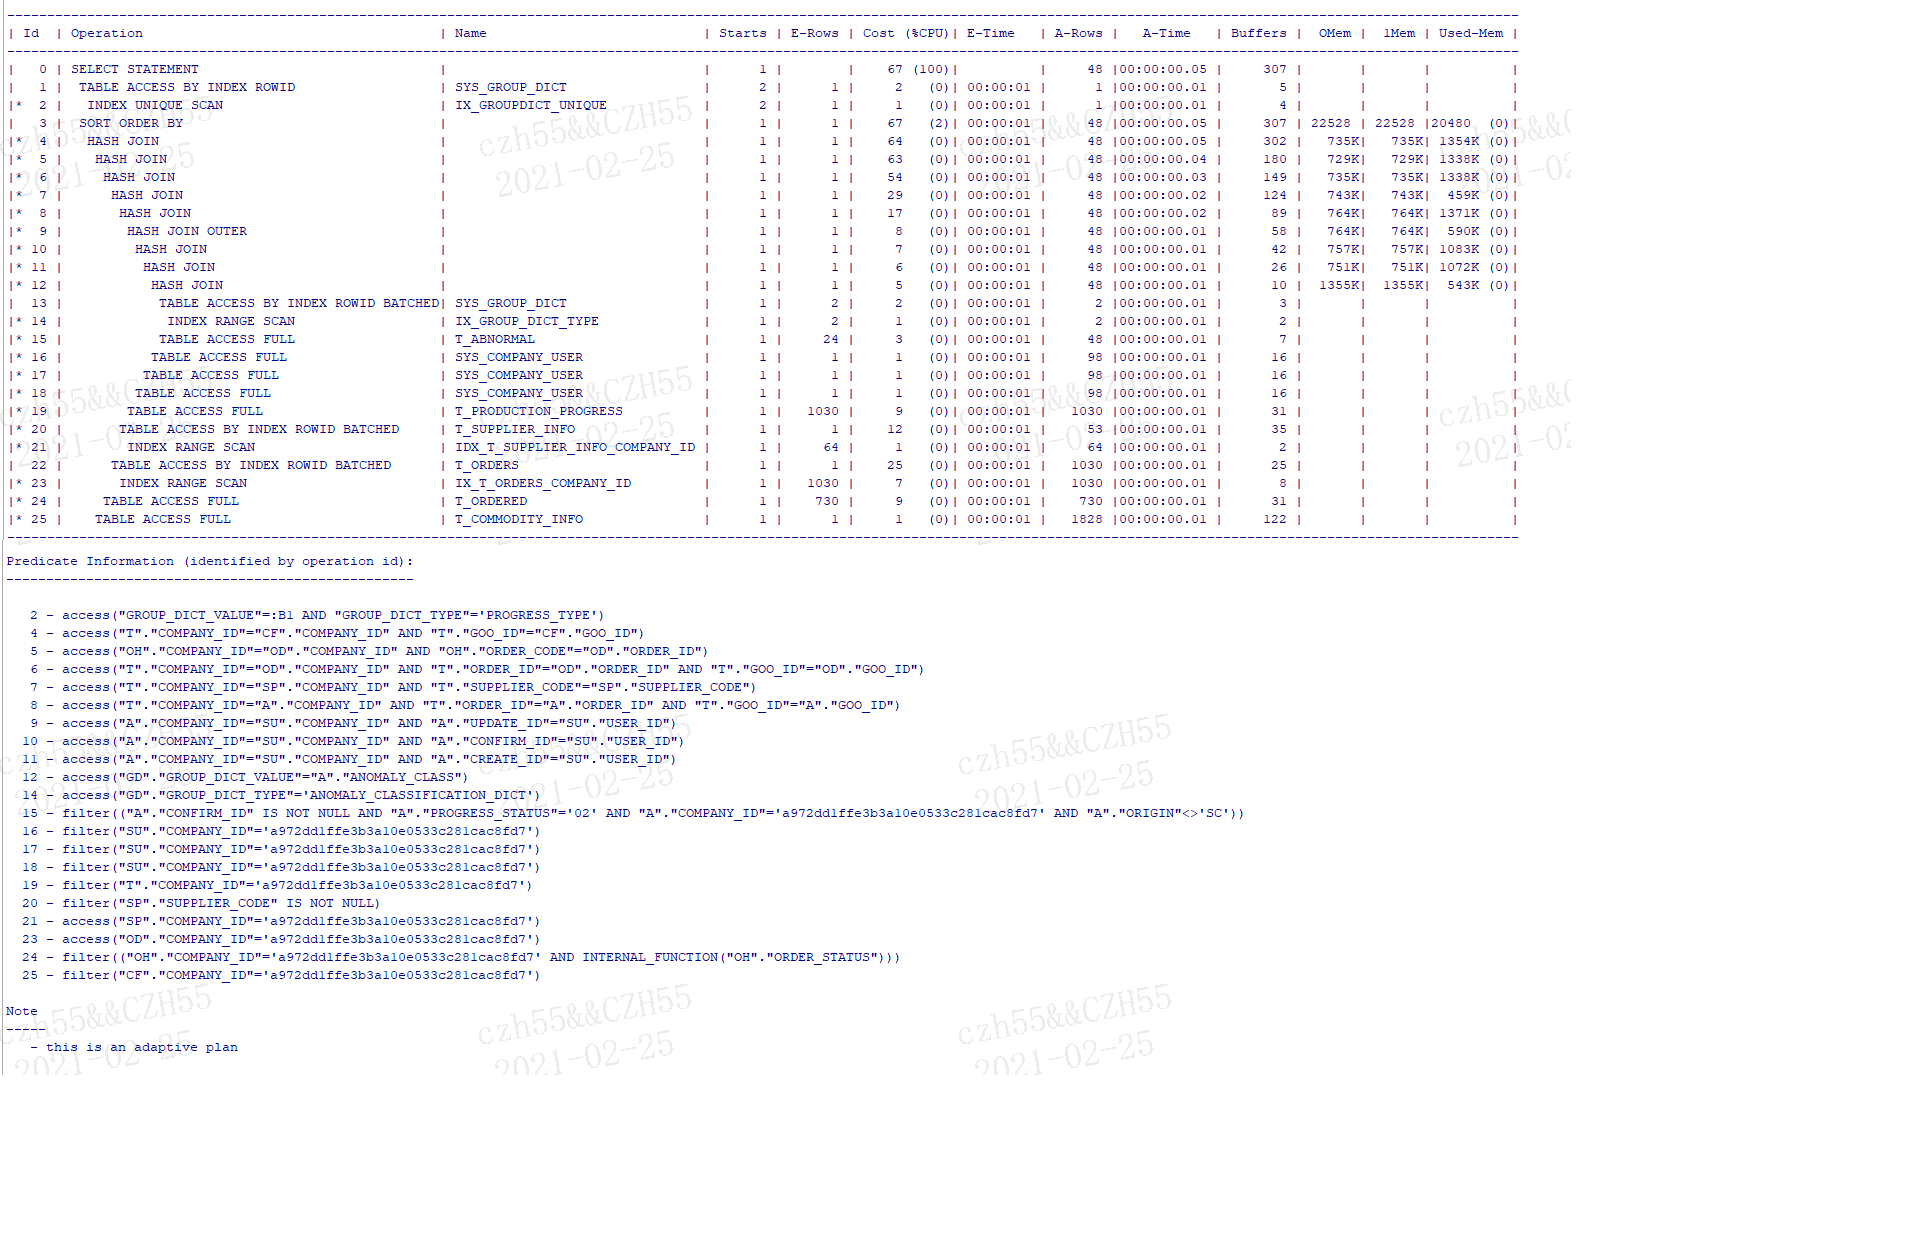 ---------------------------------------------------------------------------------------------------------------------------------------------------------------------------------------------
| Id  | Operation                                     | Name                          | Starts | E-Rows | Cost (%CPU)| E-Time   | A-Rows |   A-Time   | Buffers |  OMem |  1Mem | Used-Mem |
---------------------------------------------------------------------------------------------------------------------------------------------------------------------------------------------
|   0 | SELECT STATEMENT                              |                               |      1 |        |    67 (100)|          |     48 |00:00:00.05 |     307 |       |       |          |
|   1 |  TABLE ACCESS BY INDEX ROWID                  | SYS_GROUP_DICT                |      2 |      1 |     2   (0)| 00:00:01 |      1 |00:00:00.01 |       5 |       |       |          |
|*  2 |   INDEX UNIQUE SCAN                           | IX_GROUPDICT_UNIQUE           |      2 |      1 |     1   (0)| 00:00:01 |      1 |00:00:00.01 |       4 |       |       |          |
|   3 |  SORT ORDER BY                                |                               |      1 |      1 |    67   (2)| 00:00:01 |     48 |00:00:00.05 |     307 | 22528 | 22528 |20480  (0)|
|*  4 |   HASH JOIN                                   |                               |      1 |      1 |    64   (0)| 00:00:01 |     48 |00:00:00.05 |     302 |   735K|   735K| 1354K (0)|
|*  5 |    HASH JOIN                                  |                               |      1 |      1 |    63   (0)| 00:00:01 |     48 |00:00:00.04 |     180 |   729K|   729K| 1338K (0)|
|*  6 |     HASH JOIN                                 |                               |      1 |      1 |    54   (0)| 00:00:01 |     48 |00:00:00.03 |     149 |   735K|   735K| 1338K (0)|
|*  7 |      HASH JOIN                                |                               |      1 |      1 |    29   (0)| 00:00:01 |     48 |00:00:00.02 |     124 |   743K|   743K|  459K (0)|
|*  8 |       HASH JOIN                               |                               |      1 |      1 |    17   (0)| 00:00:01 |     48 |00:00:00.02 |      89 |   764K|   764K| 1371K (0)|
|*  9 |        HASH JOIN OUTER                        |                               |      1 |      1 |     8   (0)| 00:00:01 |     48 |00:00:00.01 |      58 |   764K|   764K|  590K (0)|
|* 10 |         HASH JOIN                             |                               |      1 |      1 |     7   (0)| 00:00:01 |     48 |00:00:00.01 |      42 |   757K|   757K| 1083K (0)|
|* 11 |          HASH JOIN                            |                               |      1 |      1 |     6   (0)| 00:00:01 |     48 |00:00:00.01 |      26 |   751K|   751K| 1072K (0)|
|* 12 |           HASH JOIN                           |                               |      1 |      1 |     5   (0)| 00:00:01 |     48 |00:00:00.01 |      10 |  1355K|  1355K|  543K (0)|
|  13 |            TABLE ACCESS BY INDEX ROWID BATCHED| SYS_GROUP_DICT                |      1 |      2 |     2   (0)| 00:00:01 |      2 |00:00:00.01 |       3 |       |       |          |
|* 14 |             INDEX RANGE SCAN                  | IX_GROUP_DICT_TYPE            |      1 |      2 |     1   (0)| 00:00:01 |      2 |00:00:00.01 |       2 |       |       |          |
|* 15 |            TABLE ACCESS FULL                  | T_ABNORMAL                    |      1 |     24 |     3   (0)| 00:00:01 |     48 |00:00:00.01 |       7 |       |       |          |
|* 16 |           TABLE ACCESS FULL                   | SYS_COMPANY_USER              |      1 |      1 |     1   (0)| 00:00:01 |     98 |00:00:00.01 |      16 |       |       |          |
|* 17 |          TABLE ACCESS FULL                    | SYS_COMPANY_USER              |      1 |      1 |     1   (0)| 00:00:01 |     98 |00:00:00.01 |      16 |       |       |          |
|* 18 |         TABLE ACCESS FULL                     | SYS_COMPANY_USER              |      1 |      1 |     1   (0)| 00:00:01 |     98 |00:00:00.01 |      16 |       |       |          |
|* 19 |        TABLE ACCESS FULL                      | T_PRODUCTION_PROGRESS         |      1 |   1030 |     9   (0)| 00:00:01 |   1030 |00:00:00.01 |      31 |       |       |          |
|* 20 |       TABLE ACCESS BY INDEX ROWID BATCHED     | T_SUPPLIER_INFO               |      1 |      1 |    12   (0)| 00:00:01 |     53 |00:00:00.01 |      35 |       |       |          |
|* 21 |        INDEX RANGE SCAN                       | IDX_T_SUPPLIER_INFO_COMPANY_ID |      1 |     64 |     1   (0)| 00:00:01 |     64 |00:00:00.01 |       2 |       |       |          |
|  22 |      TABLE ACCESS BY INDEX ROWID BATCHED      | T_ORDERS                      |      1 |      1 |    25   (0)| 00:00:01 |   1030 |00:00:00.01 |      25 |       |       |          |
|* 23 |       INDEX RANGE SCAN                        | IX_T_ORDERS_COMPANY_ID        |      1 |   1030 |     7   (0)| 00:00:01 |   1030 |00:00:00.01 |       8 |       |       |          |
|* 24 |     TABLE ACCESS FULL                         | T_ORDERED                     |      1 |    730 |     9   (0)| 00:00:01 |    730 |00:00:00.01 |      31 |       |       |          |
|* 25 |    TABLE ACCESS FULL                          | T_COMMODITY_INFO              |      1 |      1 |     1   (0)| 00:00:01 |   1828 |00:00:00.01 |     122 |       |       |          |
---------------------------------------------------------------------------------------------------------------------------------------------------------------------------------------------
Predicate Information (identified by operation id):
---------------------------------------------------
2 - access("GROUP_DICT_VALUE"=:B1 AND "GROUP_DICT_TYPE"='PROGRESS_TYPE')
4 - access("T"."COMPANY_ID"="CF"."COMPANY_ID" AND "T"."GOO_ID"="CF"."GOO_ID")
5 - access("OH"."COMPANY_ID"="OD"."COMPANY_ID" AND "OH"."ORDER_CODE"="OD"."ORDER_ID")
6 - access("T"."COMPANY_ID"="OD"."COMPANY_ID" AND "T"."ORDER_ID"="OD"."ORDER_ID" AND "T"."GOO_ID"="OD"."GOO_ID")
7 - access("T"."COMPANY_ID"="SP"."COMPANY_ID" AND "T"."SUPPLIER_CODE"="SP"."SUPPLIER_CODE")
8 - access("T"."COMPANY_ID"="A"."COMPANY_ID" AND "T"."ORDER_ID"="A"."ORDER_ID" AND "T"."GOO_ID"="A"."GOO_ID")
9 - access("A"."COMPANY_ID"="SU"."COMPANY_ID" AND "A"."UPDATE_ID"="SU"."USER_ID")
10 - access("A"."COMPANY_ID"="SU"."COMPANY_ID" AND "A"."CONFIRM_ID"="SU"."USER_ID")
11 - access("A"."COMPANY_ID"="SU"."COMPANY_ID" AND "A"."CREATE_ID"="SU"."USER_ID")
12 - access("GD"."GROUP_DICT_VALUE"="A"."ANOMALY_CLASS")
14 - access("GD"."GROUP_DICT_TYPE"='ANOMALY_CLASSIFICATION_DICT')
15 - filter(("A"."CONFIRM_ID" IS NOT NULL AND "A"."PROGRESS_STATUS"='02' AND "A"."COMPANY_ID"='a972dd1ffe3b3a10e0533c281cac8fd7' AND "A"."ORIGIN"<>'SC'))
16 - filter("SU"."COMPANY_ID"='a972dd1ffe3b3a10e0533c281cac8fd7')
17 - filter("SU"."COMPANY_ID"='a972dd1ffe3b3a10e0533c281cac8fd7')
18 - filter("SU"."COMPANY_ID"='a972dd1ffe3b3a10e0533c281cac8fd7')
19 - filter("T"."COMPANY_ID"='a972dd1ffe3b3a10e0533c281cac8fd7')
20 - filter("SP"."SUPPLIER_CODE" IS NOT NULL)
21 - access("SP"."COMPANY_ID"='a972dd1ffe3b3a10e0533c281cac8fd7')
23 - access("OD"."COMPANY_ID"='a972dd1ffe3b3a10e0533c281cac8fd7')
24 - filter(("OH"."COMPANY_ID"='a972dd1ffe3b3a10e0533c281cac8fd7' AND INTERNAL_FUNCTION("OH"."ORDER_STATUS")))
25 - filter("CF"."COMPANY_ID"='a972dd1ffe3b3a10e0533c281cac8fd7')
Note
-----
- this is an adaptive plan
czh55&&CZH55
2021-02-25